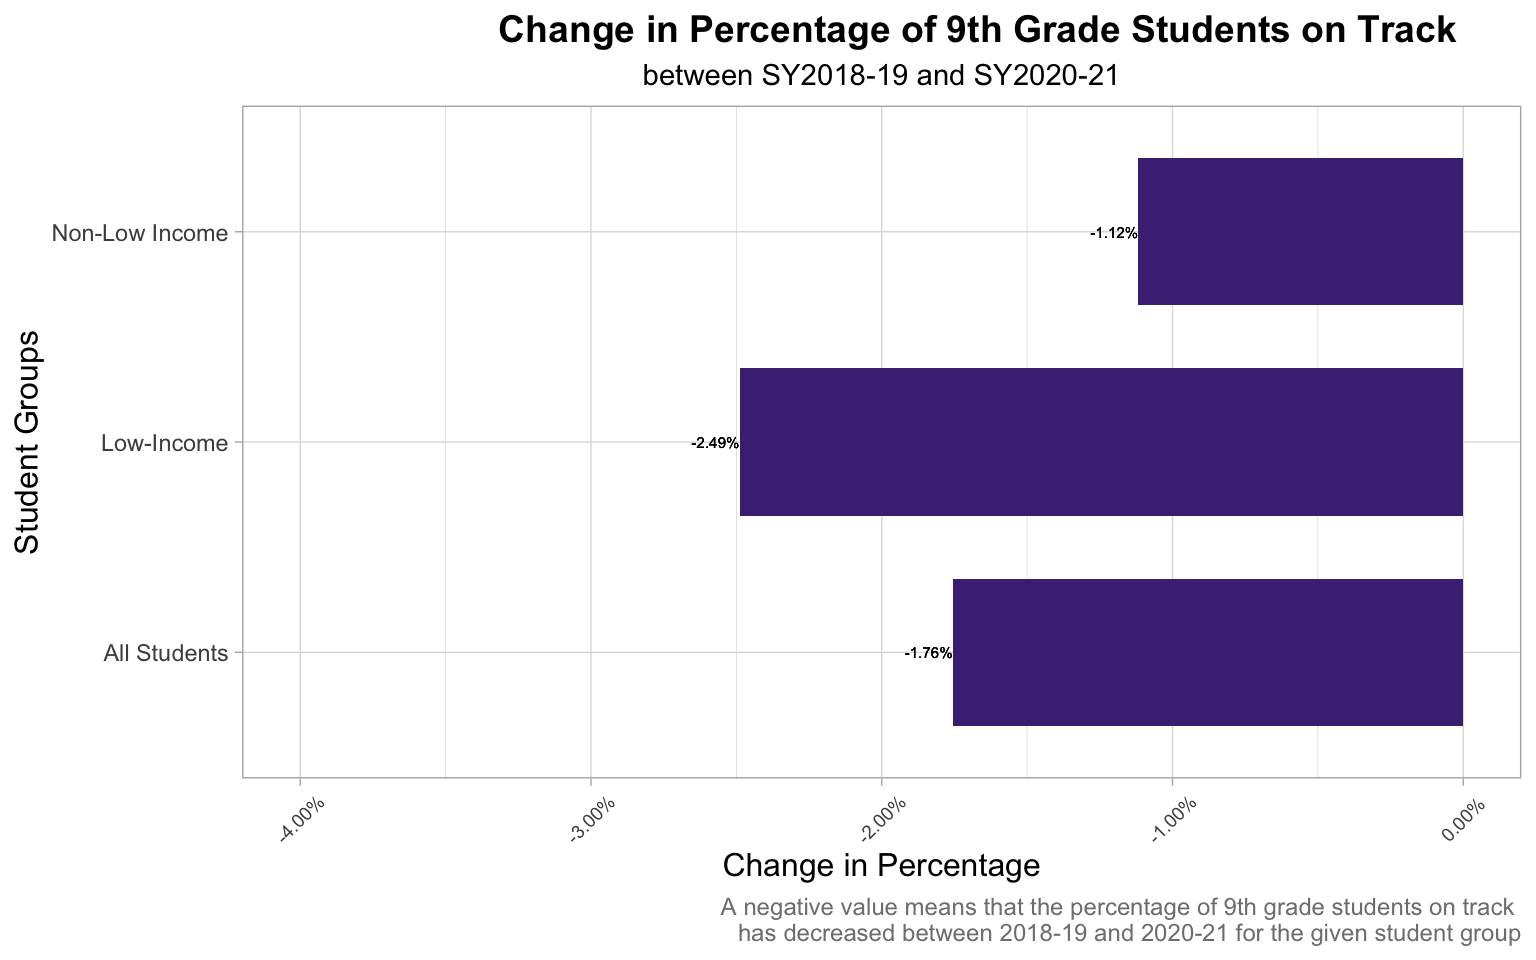 Change in Percentage of 9th Grade Students on Track
between SY2018-19 and SY2020-21
Student Groups
Non-Low Income
-1.12%
Low-Income
-2.49%
All Students
-1.76%
-4.00%
-3.00%
-2.00%
-1.00%
0.00%
Change in Percentage
A negative value means that the percentage of 9th grade students on track
has decreased between 2018-19 and 2020-21 for the given student group